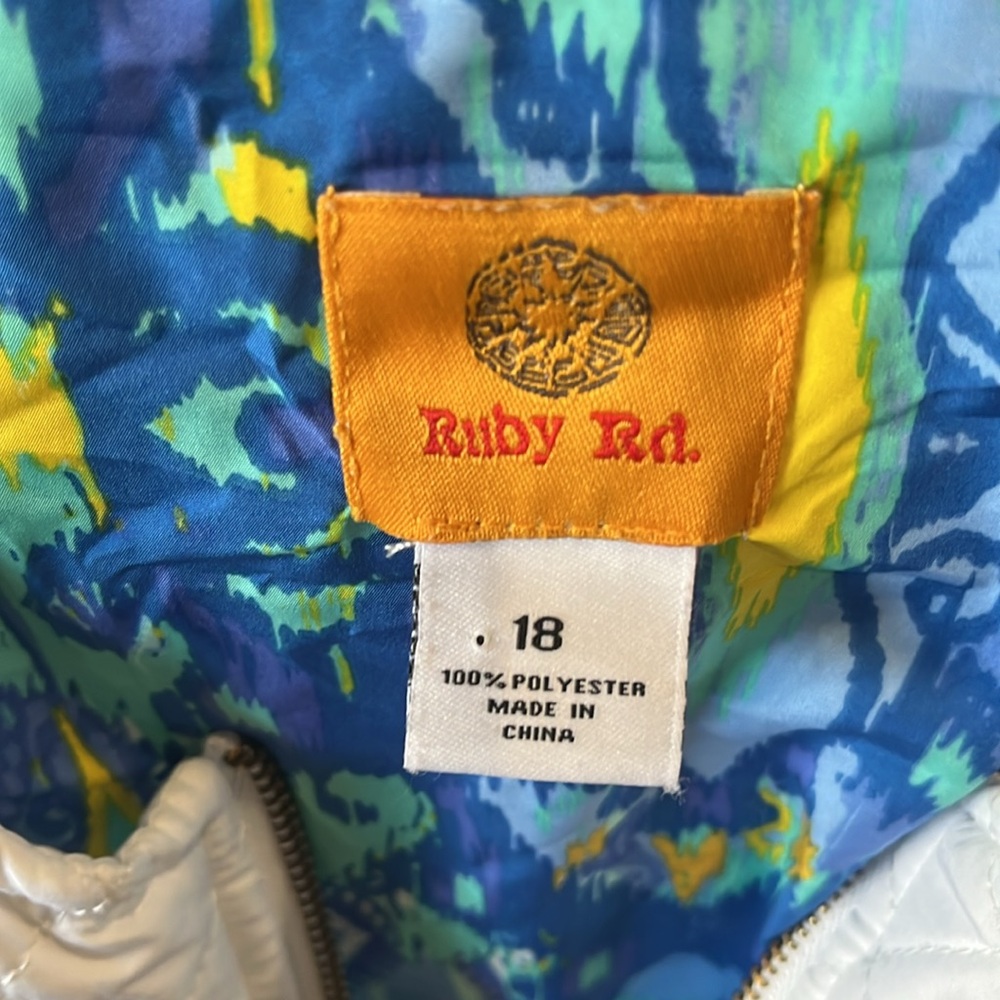 Ruby Rd.
18
100% POLYESTER
MADE IN
CHINA